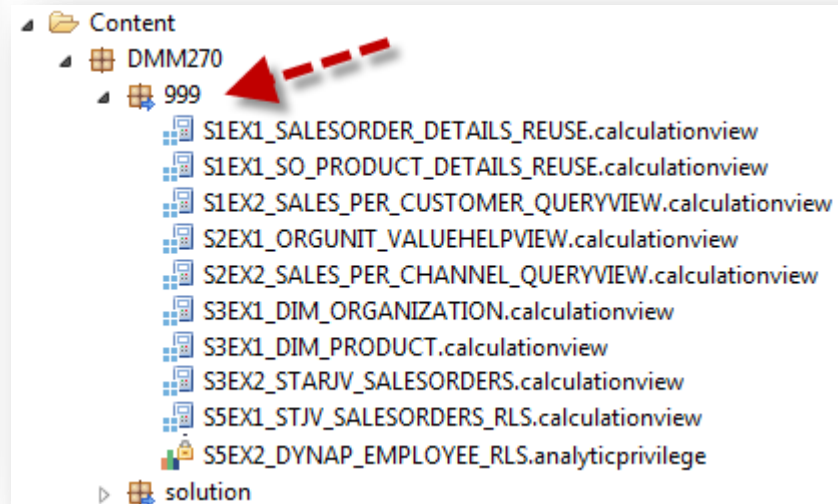 Content
DMM270
999
S1EX1_SALESORDER_DETAILS_REUSE.calculationview
S1EX1_SO_PRODUCT_DETAILS_REUSE.calculationview
S1EX2_SALES_PER_CUSTOMER_QUERYVIEW.calculationview
S2EX1_ORGUNIT_VALUEHELPVIEW.calculationview
S2EX2_SALES_PER_CHANNEL_QUERYVIEW.calculationview
S3EX1_DIM_ORGANIZATION.calculationview
S3EX1_DIM_PRODUCT.calculationview
S3EX2_STARJV_SALESORDERS.calculationview
S5EX1_STJV_SALESORDERS_RLS.calculationview
S5EX2_DYNAP_EMPLOYEE_RLS.analyticprivilege
solution